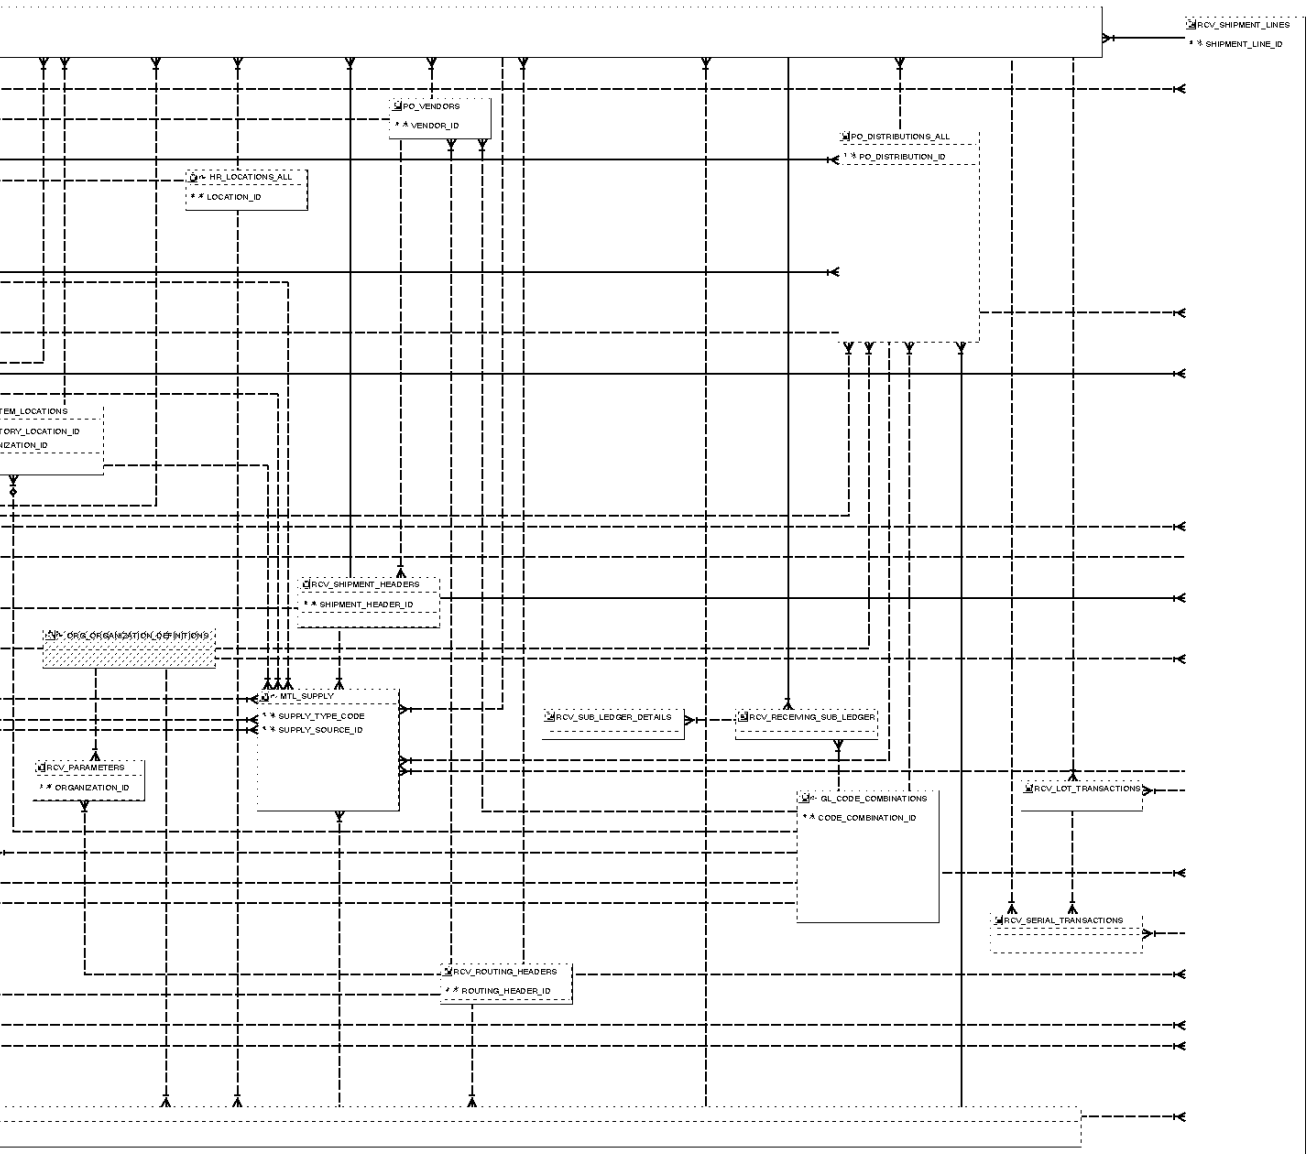 RCV_SHIPMENT_LINES
* * SHIPMENT_LINE_ID
PO_VENDORS
* * VENDOR_ID
PO_DISTRIBUTIONS_ALL
* * PO_DISTRIBUTION_ID
HR_LOCATIONS_ALL
* * LOCATION_ID
TEM_LOCATIONS
TORY_LOCATION_ID
NIZATION_ID
RCV_SHIPMENT_HEADERS
* * SHIPMENT_HEADER_ID
ORG_ORGANIZATION_DEFINITIONS
MTL_SUPPLY
* * SUPPLY_TYPE_CODE
* * SUPPLY_SOURCE_ID
RCV_SUB_LEDGER_DETAILS
RCV_RECEIVING_SUB_LEDGER
RCV_PARAMETERS
* * ORGANIZATION_ID
RCV_LOT_TRANSACTIONS
GL_CODE_COMBINATIONS
* * CODE_COMBINATION_ID
RCV_SERIAL_TRANSACTIONS
RCV_ROUTING_HEADERS
* * ROUTING_HEADER_ID